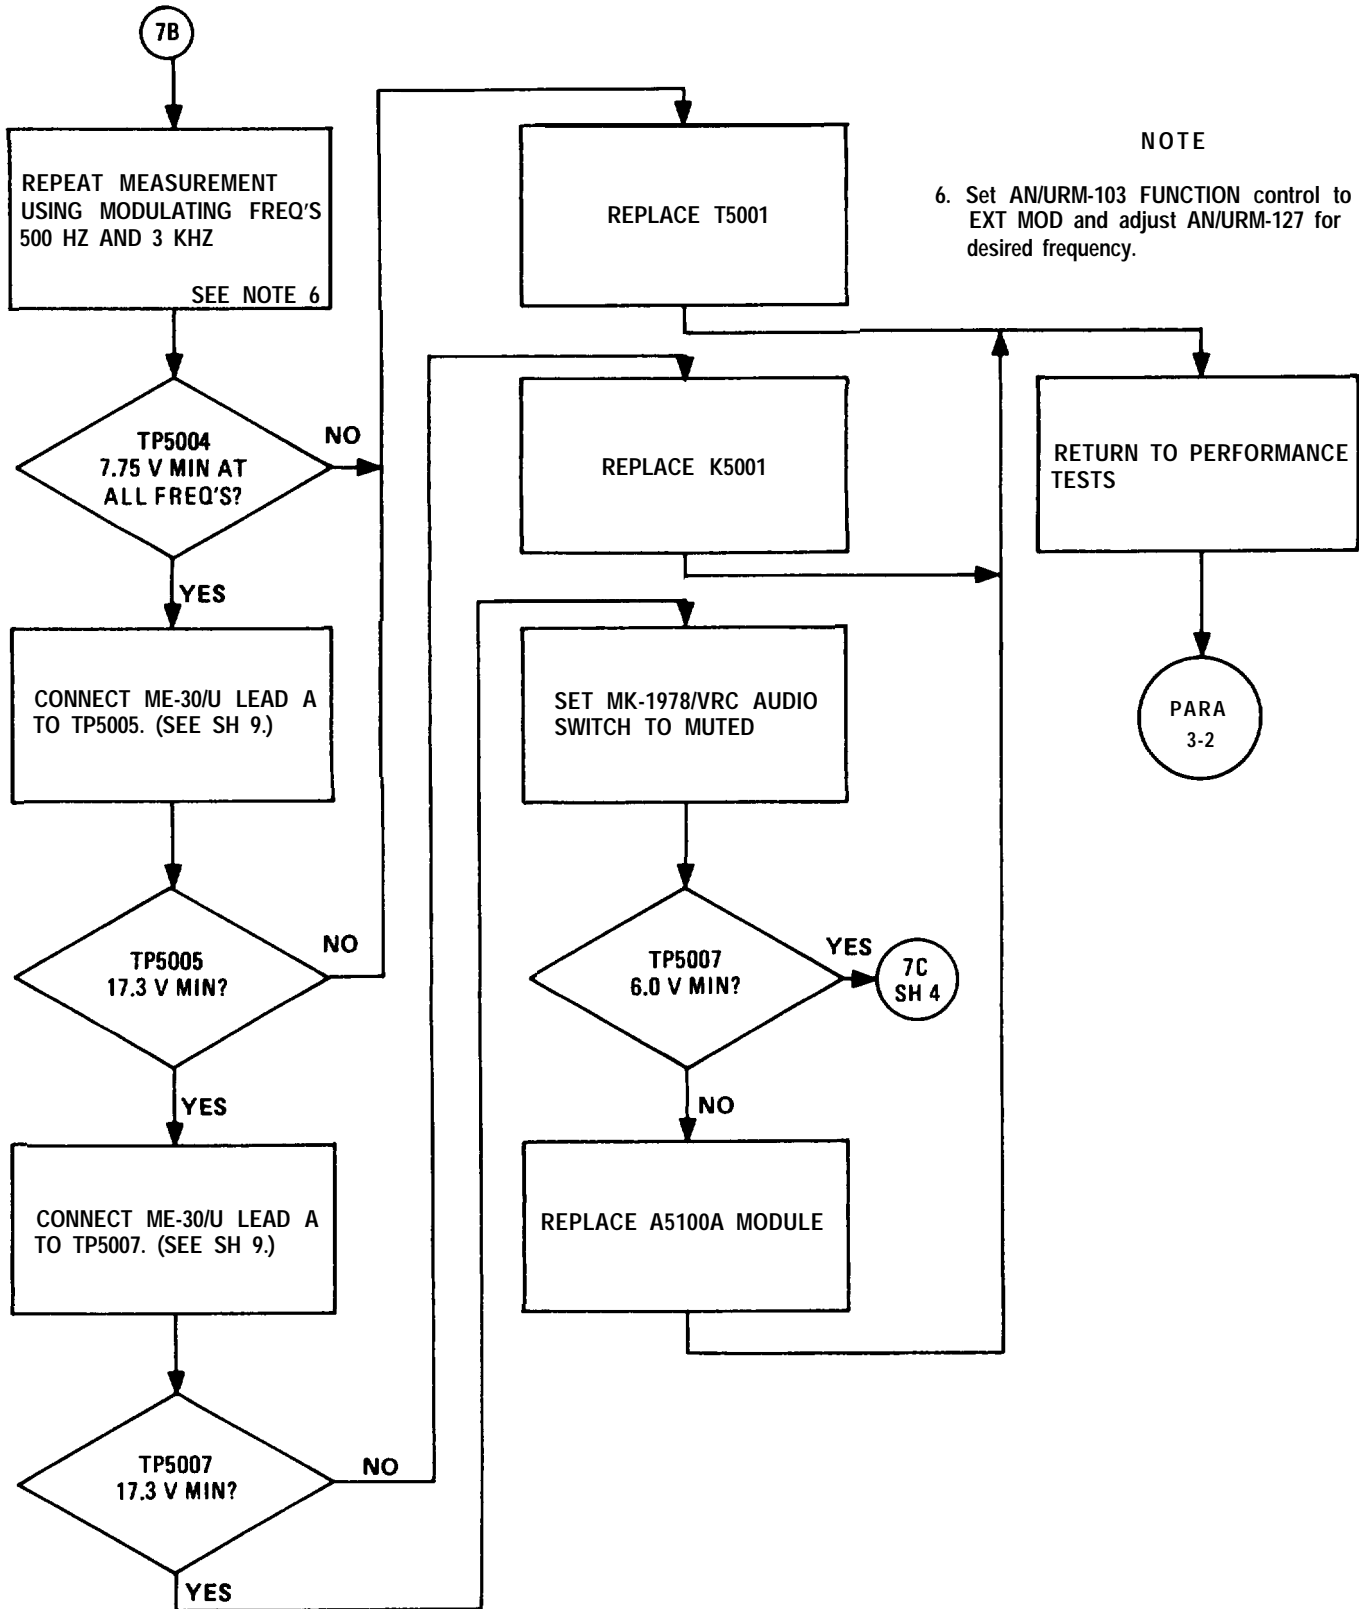 7B
REPEAT MEASUREMENT
USING MODULATING FREQ'S
500 HZ AND 3 KHZ
SEE NOTE 6
TP5004
7.75 V MIN AT
ALL FREQ'S?
NO
YES
CONNECT ME-30/U LEAD A
TO TP5005. (SEE SH 9.)
TP5005
17.3 V MIN?
NO
YES
CONNECT ME-30/U LEAD A
TO TP5007. (SEE SH 9.)
TP5007
17.3 V MIN?
NO
YES
REPLACE T5001
REPLACE K5001
SET MK-1978/VRC AUDIO
SWITCH TO MUTED
TP5007
6.0 V MIN?
YES
7C
SH 4
NO
REPLACE A5100A MODULE
NOTE
6. Set AN/URM-103 FUNCTION control to
EXT MOD and adjust AN/URM-127 for
desired frequency.
RETURN TO PERFORMANCE
TESTS
PARA
3-2